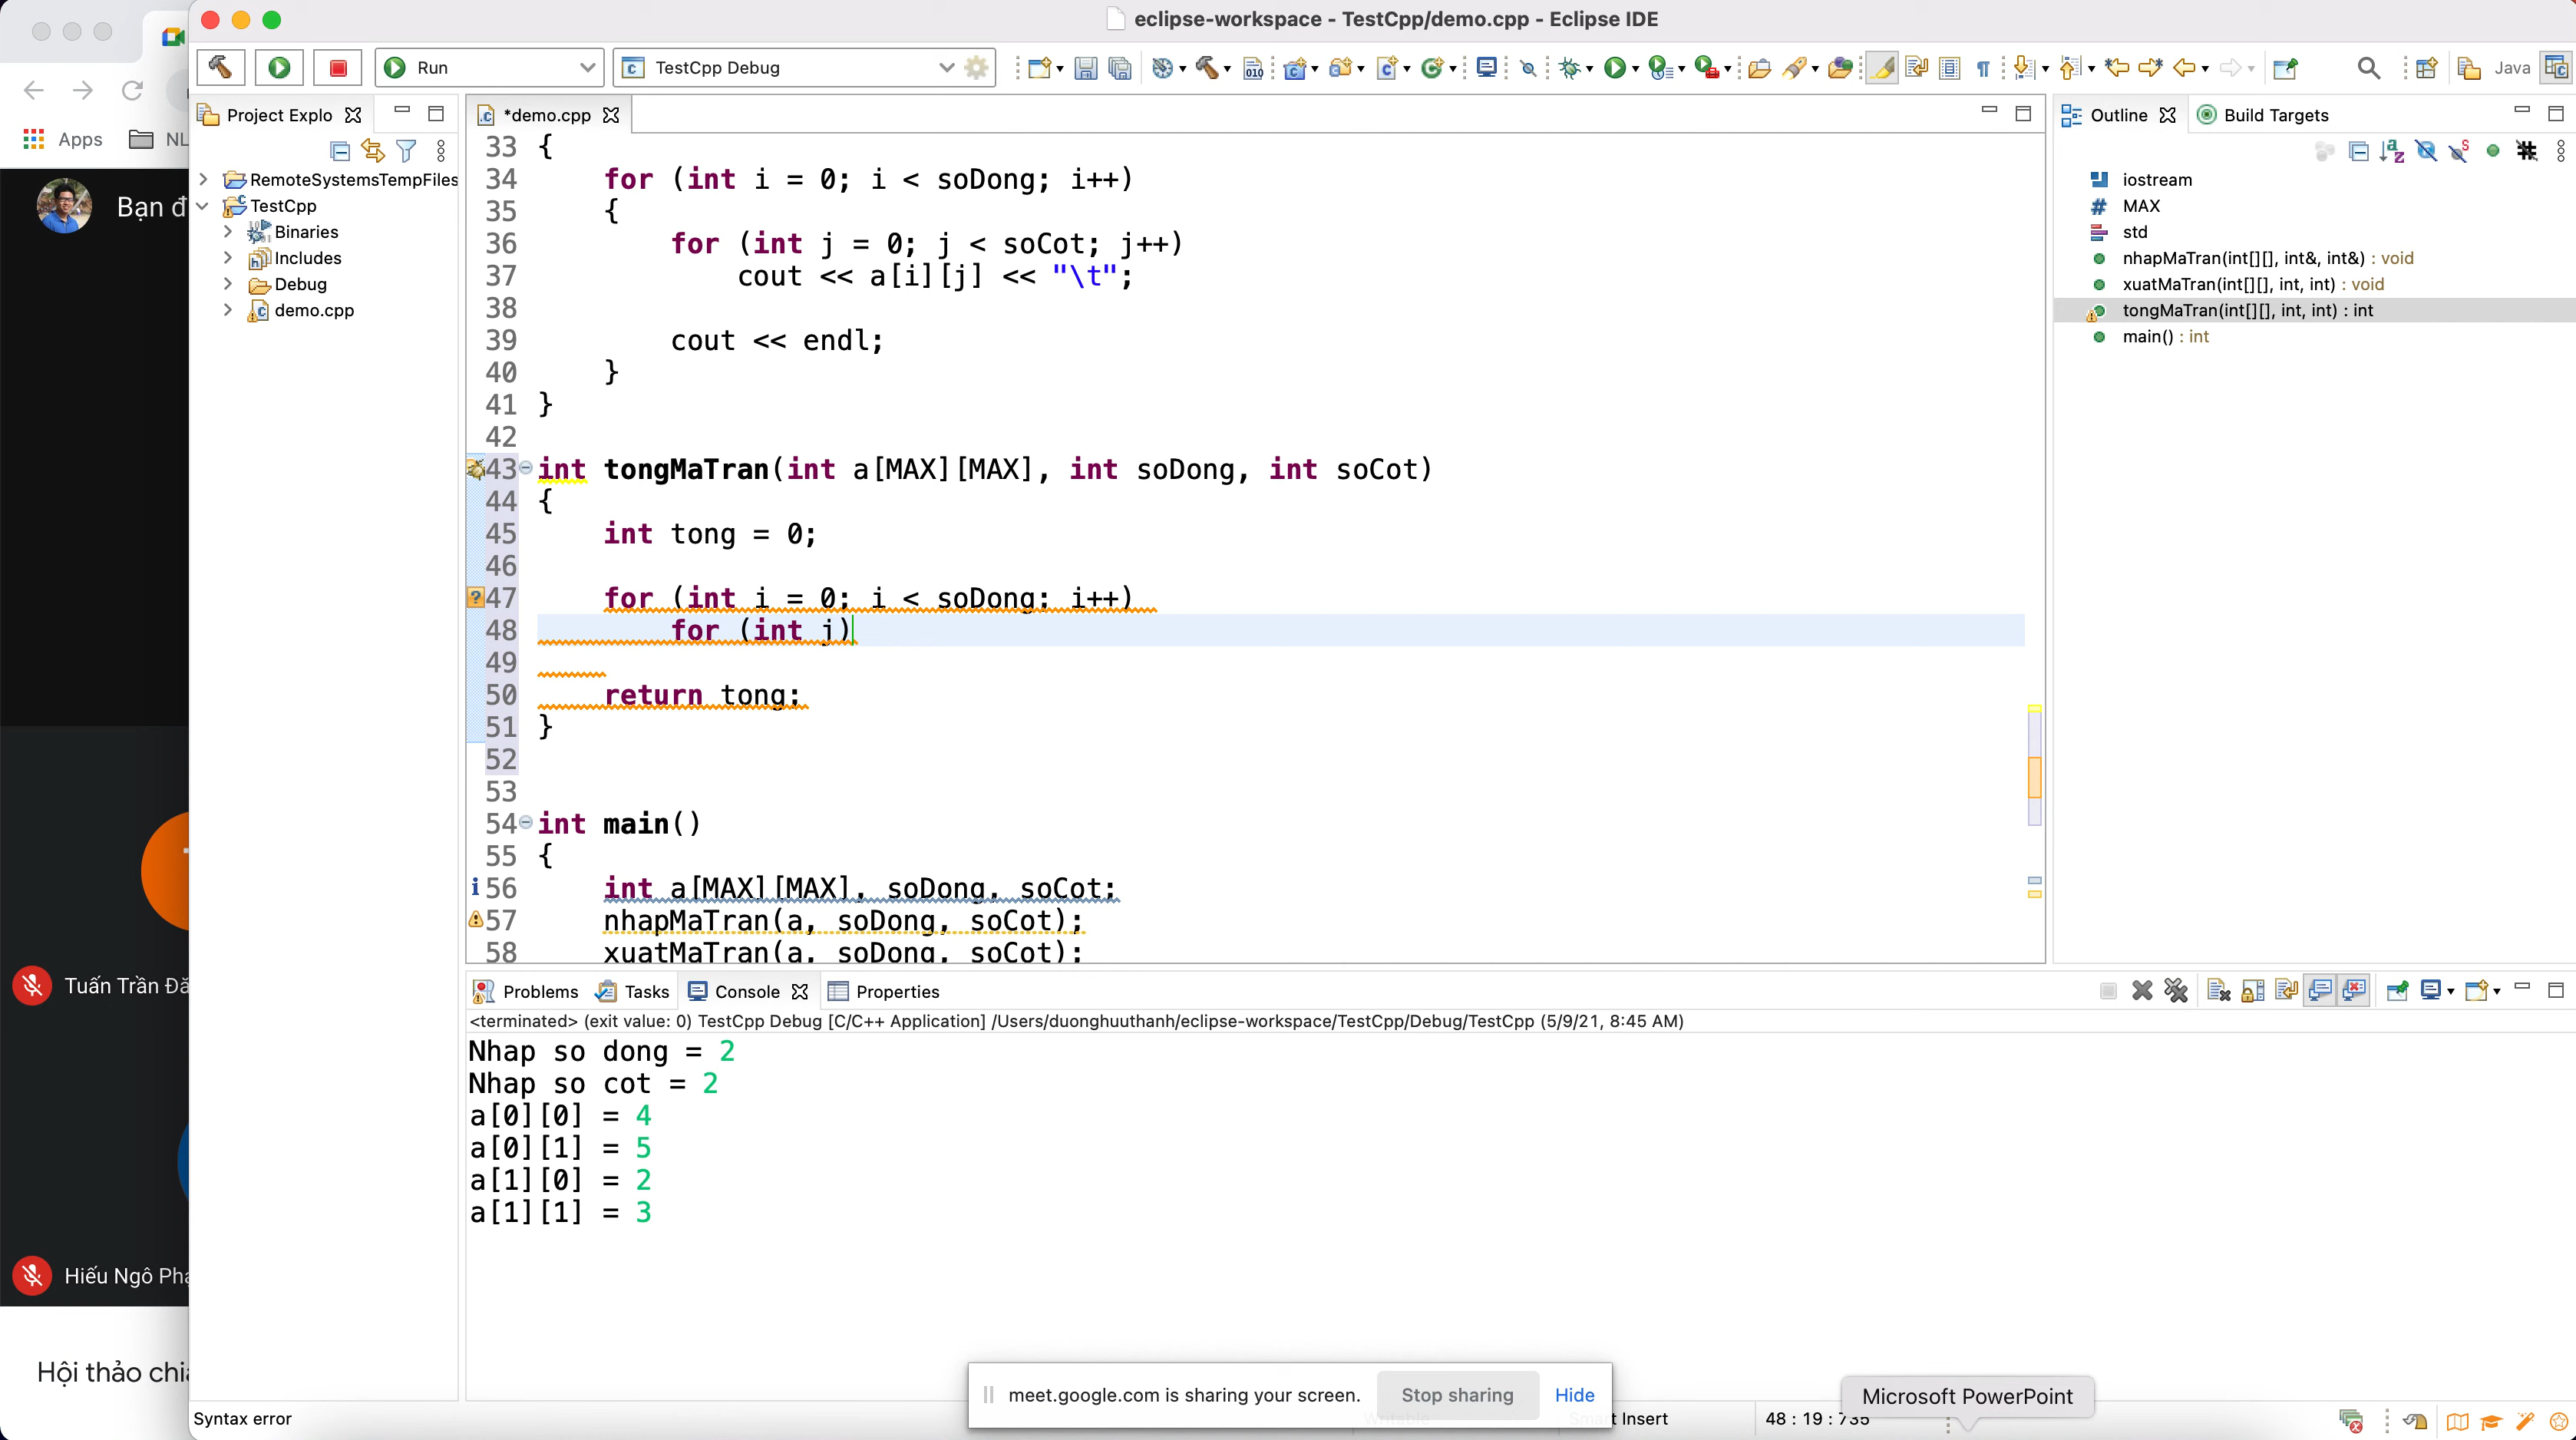 eclipse-workspace - TestCpp/demo.cpp - Eclipse IDE
Run
TestCpp Debug
Java
Apps
NL
Bạn đ
Tuấn Trần Đă
Hiếu Ngô Phạ
Hội thảo chia
Project Explo
RemoteSystemsTempFiles
TestCpp
Binaries
Includes
Debug
demo.cpp
*demo.cpp
33 {
34 for (int i = 0; i < soDong; i++)
35 {
36 for (int j = 0; j < soCot; j++)
37 cout << a[i][j] << "\t";
38
39 cout << endl;
40 }
41 }
42
43 int tongMaTran(int a[MAX][MAX], int soDong, int soCot)
44 {
45 int tong = 0;
46
47 for (int i = 0; i < soDong; i++)
48 for (int j)
49
50 return tong;
51 }
52
53
54 int main()
55 {
56 int a[MAX][MAX], soDong, soCot;
57 nhapMaTran(a, soDong, soCot);
58 xuatMaTran(a, soDong, soCot);
Outline
Build Targets
iostream
MAX
std
nhapMaTran(int[][], int&, int&) : void
xuatMaTran(int[][], int, int) : void
tongMaTran(int[][], int, int) : int
main() : int
Problems
Tasks
Console
Properties
<terminated> (exit value: 0) TestCpp Debug [C/C++ Application] /Users/duonghuuthanh/eclipse-workspace/TestCpp/Debug/TestCpp (5/9/21, 8:45 AM)
Nhap so dong = 2
Nhap so cot = 2
a[0][0] = 4
a[0][1] = 5
a[1][0] = 2
a[1][1] = 3
meet.google.com is sharing your screen.
Stop sharing
Hide
Microsoft PowerPoint
Syntax error
Writable
Smart Insert
48 : 19 : 735